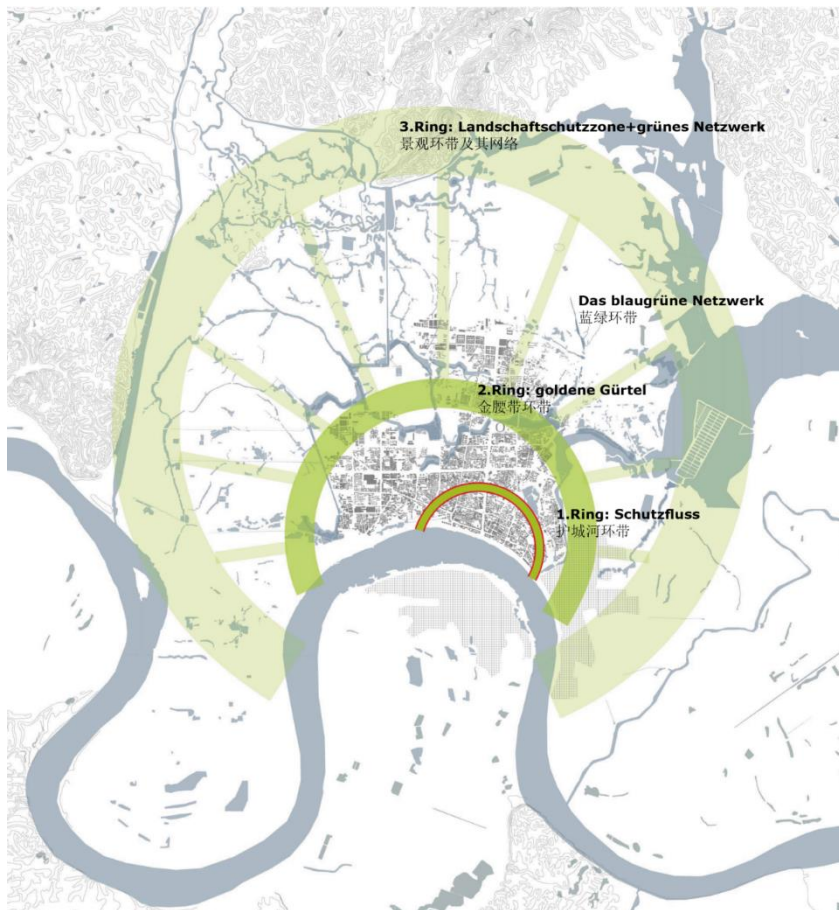 3.Ring: Landschaftschutzzone+grünes Netzwerk
景观环带及其网络
Das blaugrüne Netzwerk
蓝绿环带
2.Ring: goldene Gürtel
金腰带环带
1.Ring: Schutzfluss
护城河环带